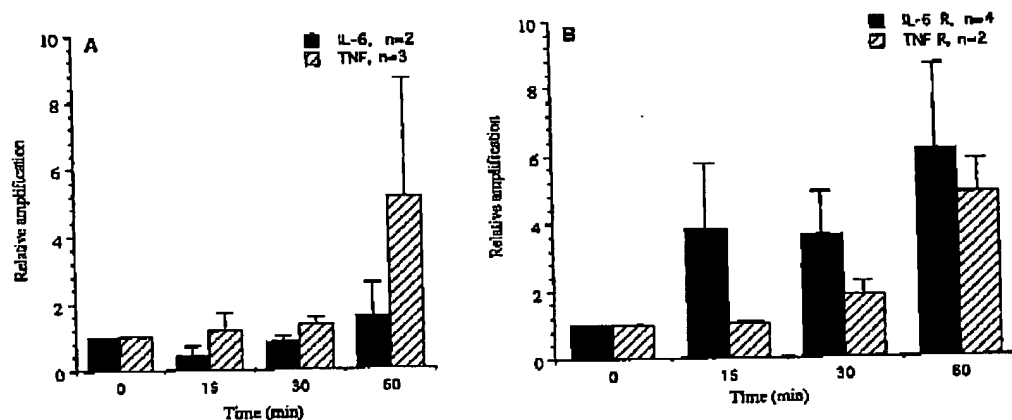 A
IL-6, n=2
TNF, n=3
10
8
6
4
2
0
Relative amplification
0 15 30 60
Time (min)
B
IL-6 R, n=4
TNF R, n=2
10
8
6
4
2
0
Relative amplification
0 15 30 60
Time (min)